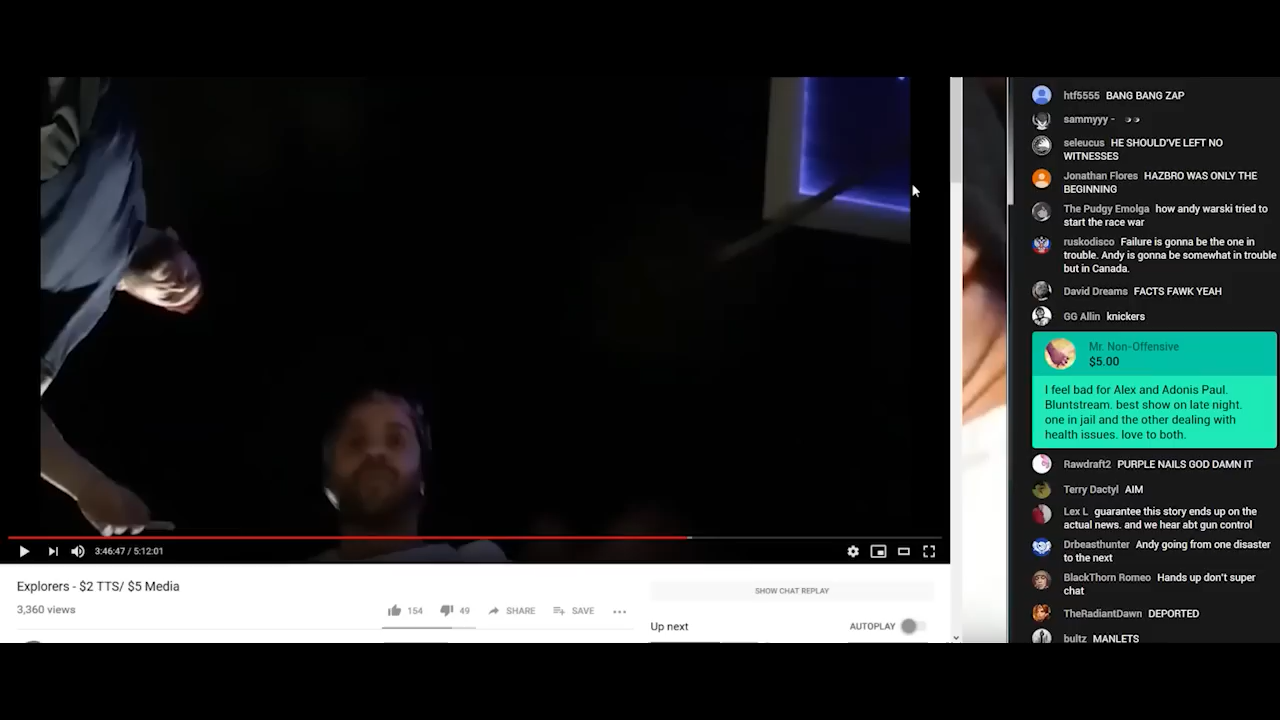 htf5555 BANG BANG ZAP
sammyyy -
seleucus HE SHOULD'VE LEFT NO
WITNESSES
Jonathan Flores HAZBRO WAS ONLY THE
BEGINNING
The Pudgy Emolga how andy warski tried to
start the race war
ruskodisco Failure is gonna be the one in
trouble. Andy is gonna be somewhat in trouble
but in Canada.
David Dreams FACTS FAWK YEAH
GG Allin knickers
Mr. Non-Offensive
$5.00
I feel bad for Alex and Adonis Paul.
Bluntstream. best show on late night.
one in jail and the other dealing with
health issues. love to both.
Rawdraft2 PURPLE NAILS GOD DAMN IT
Terry Dactyl AIM
Lex L guarantee this story ends up on the
actual news. and we hear abt gun control
Drbeasthunter Andy going from one disaster
to the next
BlackThorn Romeo Hands up don't super
chat
TheRadiantDawn DEPORTED
bultz MANLETS
3:46:47 / 5:12:01
Explorers - $2 TTS/ $5 Media
3,360 views
154
49
SHARE
SAVE
SHOW CHAT REPLAY
Up next
AUTOPLAY